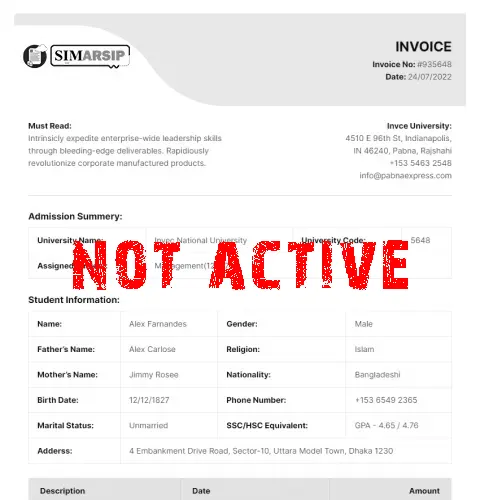 SIMARSIP
INVOICE
Invoice No: #935648
Date: 24/07/2022
Must Read:
Intrinsicly expedite enterprise-wide leadership skills
through bleeding-edge deliverables. Rapidiously
revolutionize corporate manufactured products.
Invce University:
4510 E 96th St, Indianapolis,
IN 46240, Pabna, Rajshahi
+153 5463 2548
info@pabnaexpress.com
Admission Summery:
University Name: Invec National University University Code: 5648
Assigned
NOT ACTIVE
Student Information:
Name: Alex Farnandes Gender: Male
Father's Name: Alex Carlose Religion: Islam
Mother's Name: Jimmy Rosee Nationality: Bangladeshi
Birth Date: 12/12/1827 Phone Number: +153 6549 2365
Marital Status: Unmarried SSC/HSC Equivalent: GPA - 4.65 / 4.76
Adderss: 4 Embankment Drive Road, Sector-10, Uttara Model Town, Dhaka 1230
Description Date Amount